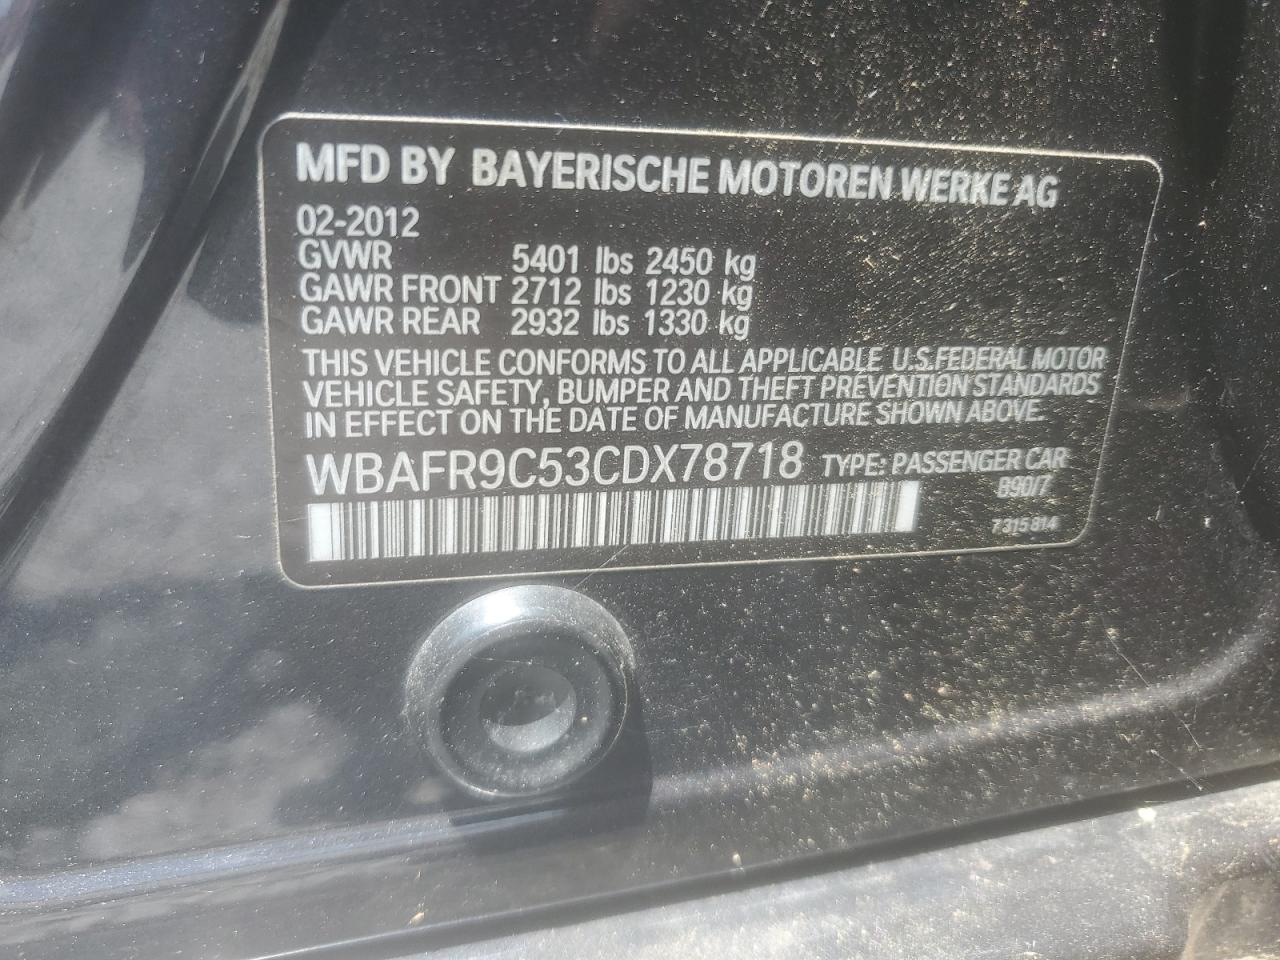 MFD BY BAYERISCHE MOTOREN WERKE AG
02-2012
GVWR 5401 lbs 2450 kg
GAWR FRONT 2712 lbs 1230 kg
GAWR REAR 2932 lbs 1330 kg
THIS VEHICLE CONFORMS TO ALL APPLICABLE U.S.FEDERAL MOTOR
VEHICLE SAFETY, BUMPER AND THEFT PREVENTION STANDARDS
IN EFFECT ON THE DATE OF MANUFACTURE SHOWN ABOVE.
WBAFR9C53CDX78718 TYPE: PASSENGER CAR
B90/7
7315814